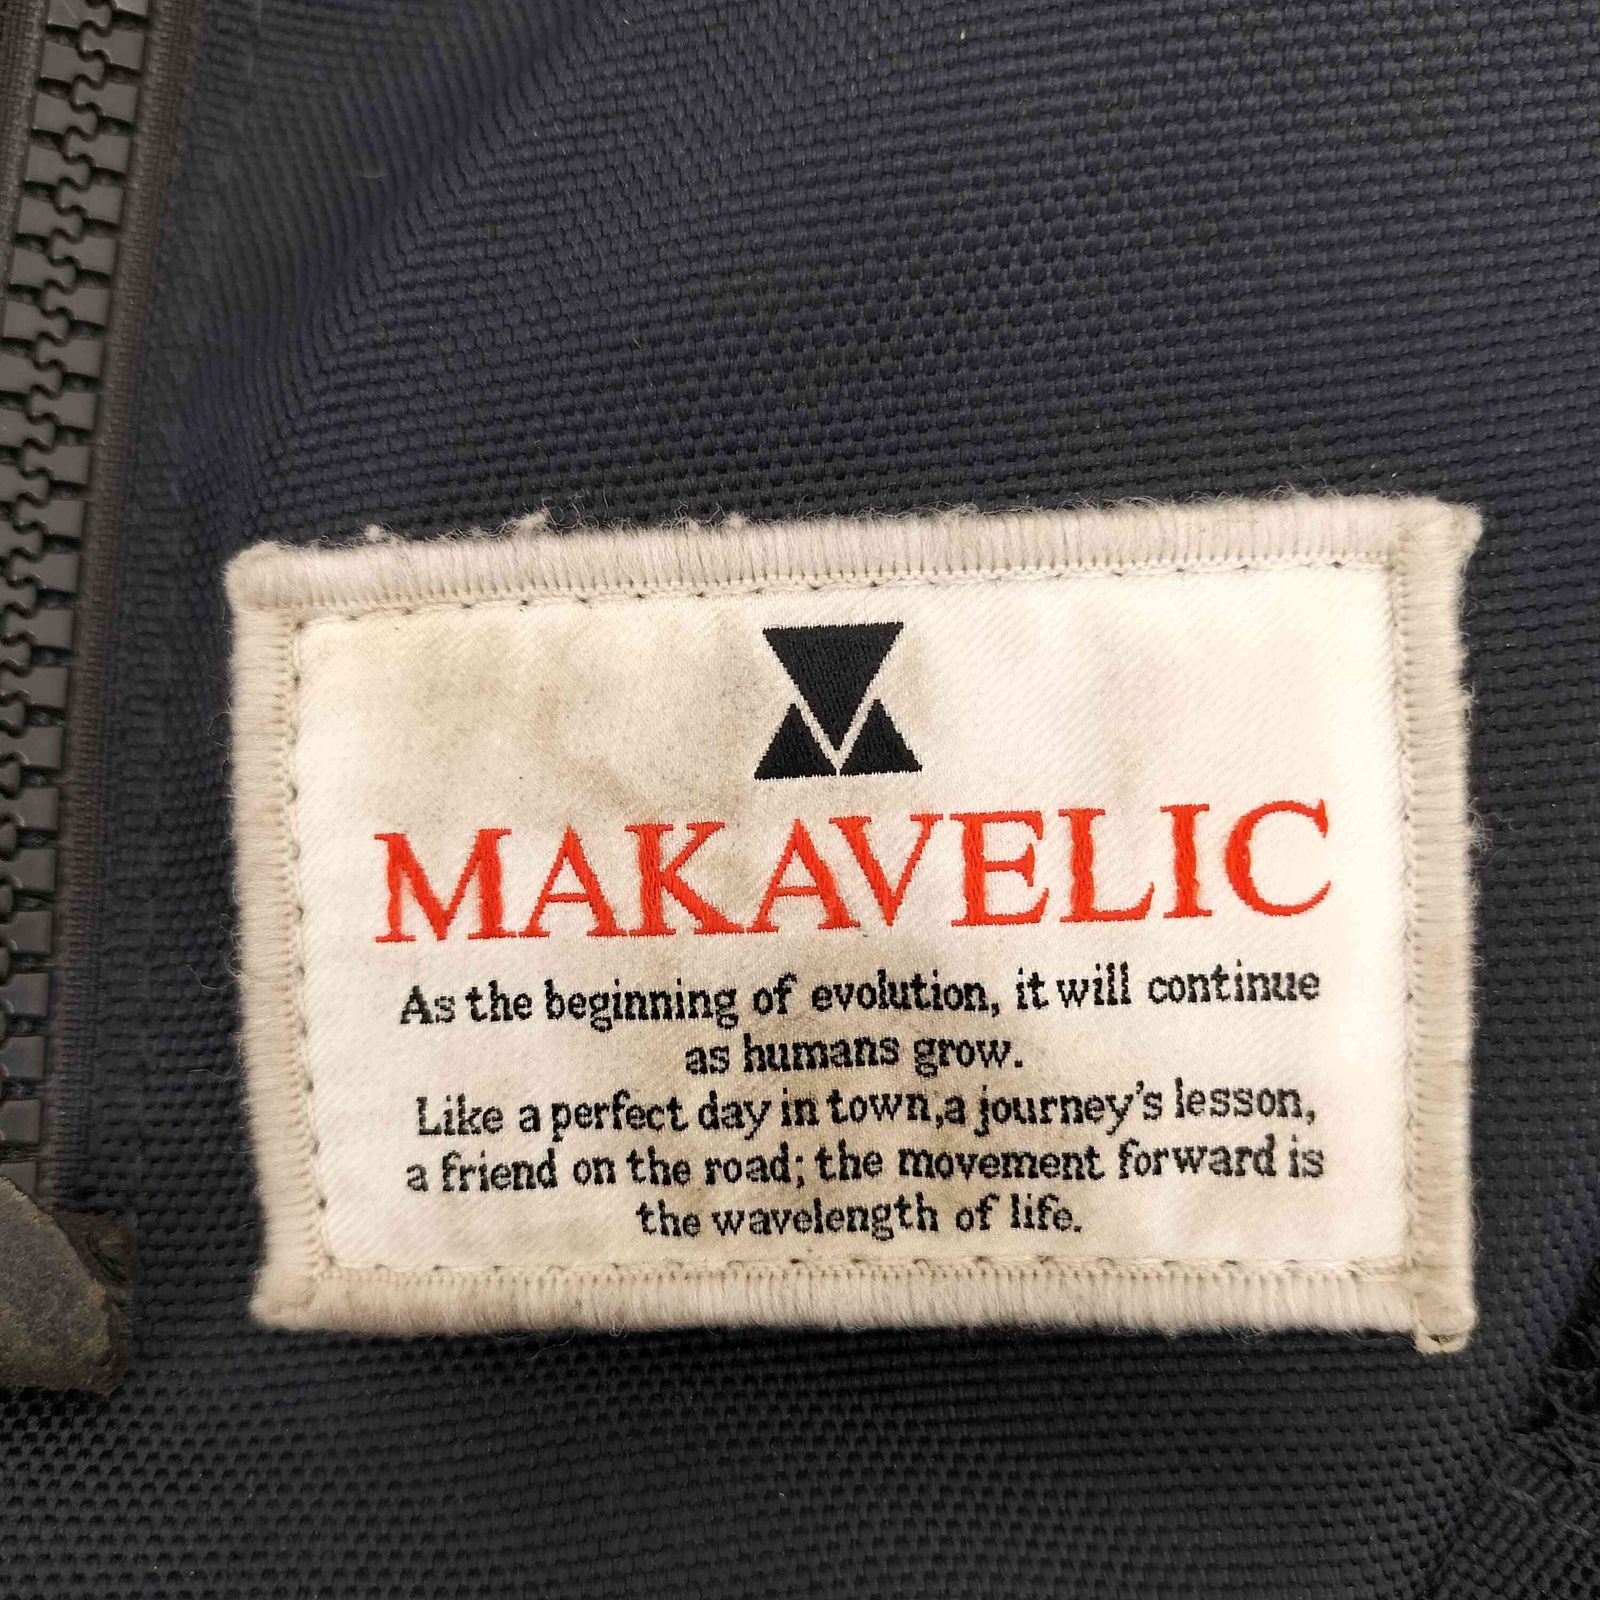 MAKAVELIC
As the beginning of evolution, it will continue
as humans grow.
Like a perfect day in town,a journey's lesson,
a friend on the road; the movement forward is
the wavelength of life.